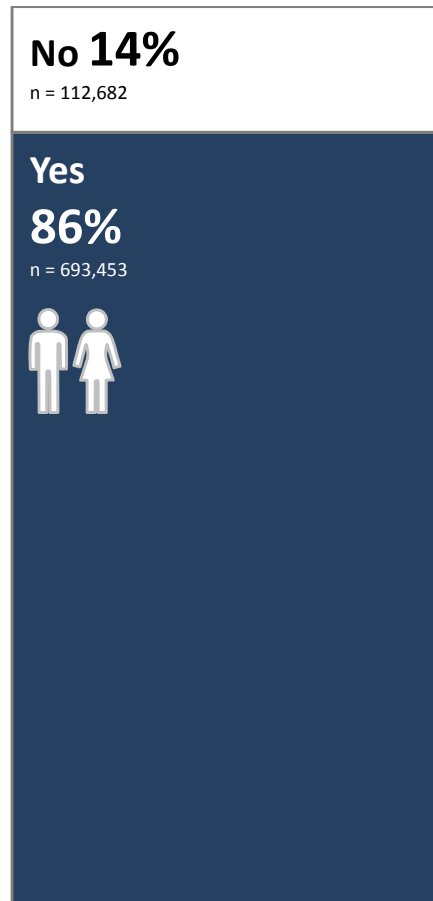 No 14%
n = 112,682
Yes
86%
n = 693,453